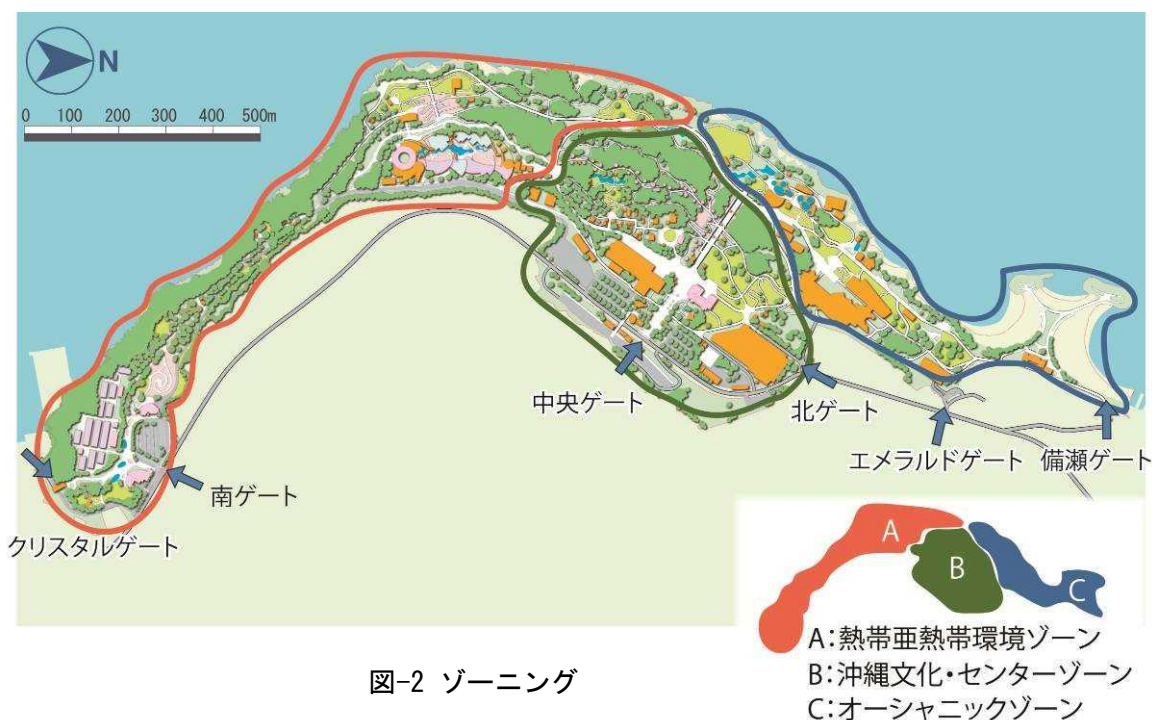 N
0 100 200 300 400 500m
中央ゲート
北ゲート
エメラルドゲート
備瀬ゲート
南ゲート
クリスタルゲート
A
B
C
A:熱帯亜熱帯環境ゾーン
B:沖縄文化・センターゾーン
C:オーシャニックゾーン
図-2 ゾーニング